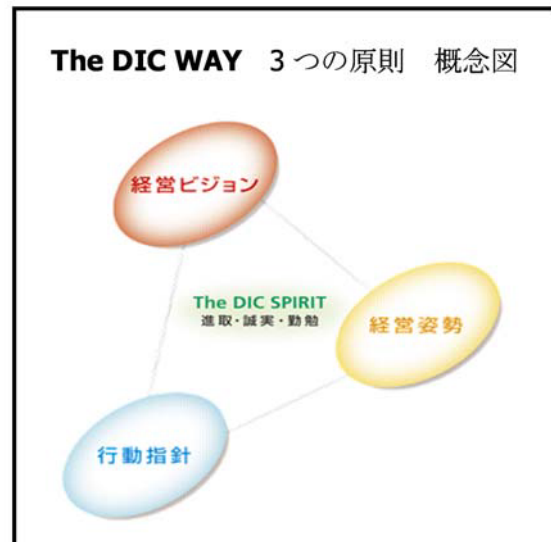 The DIC WAY 3つの原則 概念図
経営ビジョン
The DIC SPIRIT
進取・誠実・勤勉
経営姿勢
行動指針